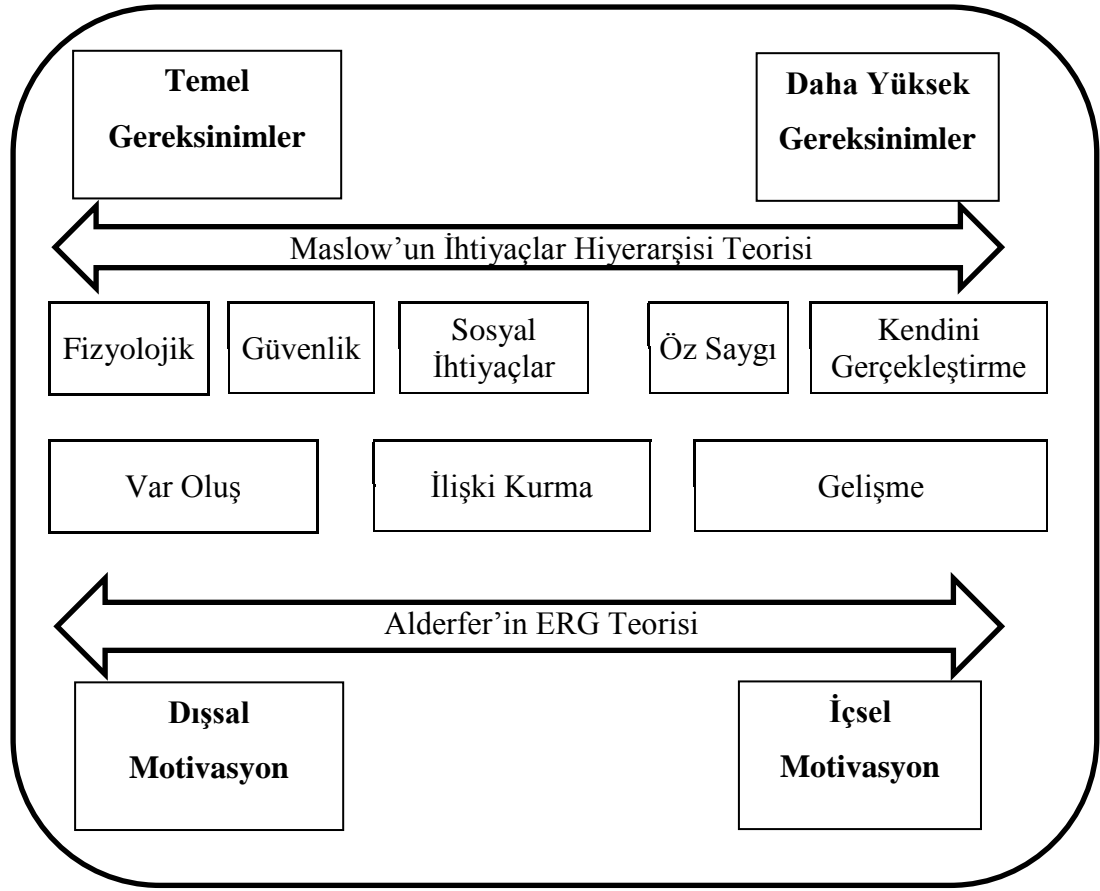 Temel
Gereksinimler
Daha Yüksek
Gereksinimler
Maslow’un İhtiyaçlar Hiyerarşisi Teorisi
Fizyolojik
Güvenlik
Sosyal
İhtiyaçlar
Öz Saygı
Kendini
Gerçekleştirme
Var Oluş
İlişki Kurma
Gelişme
Alderfer’in ERG Teorisi
Dışsal
Motivasyon
İçsel
Motivasyon